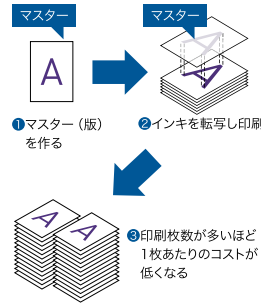 マスター
マスター
A
A
❶マスター（版）
を作る
❷インキを転写し印刷
A
A
❸印刷枚数が多いほど
1枚あたりのコストが
低くなる